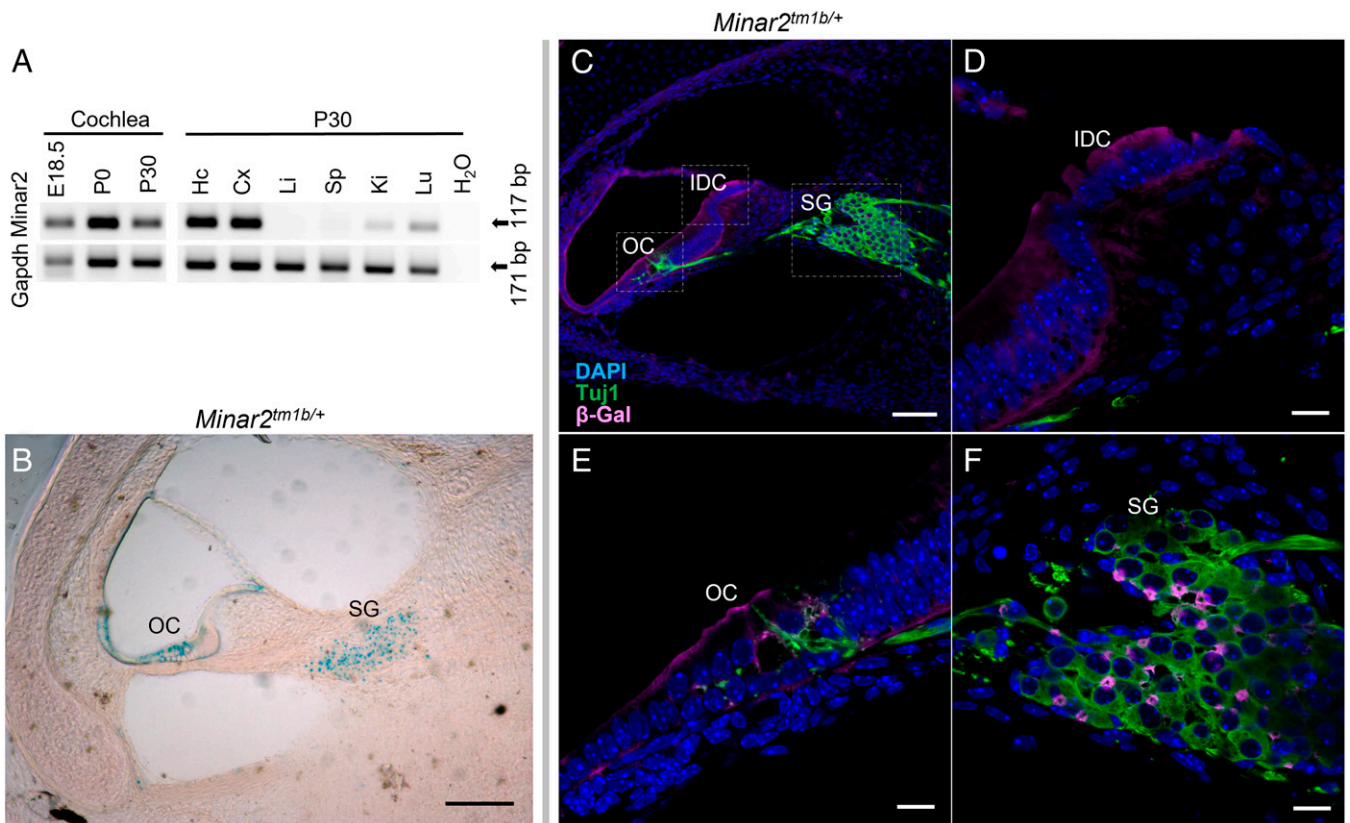 Minar2tm1b/+
A
Cochlea P30
E18.5 P0 P30 Hc Cx Li Sp Ki Lu H2O
Minar2 117 bp
Gapdh 171 bp
Minar2tm1b/+
B
OC SG
C
IDC
SG
OC
DAPI
Tuj1
β-Gal
D
IDC
E
OC
F
SG